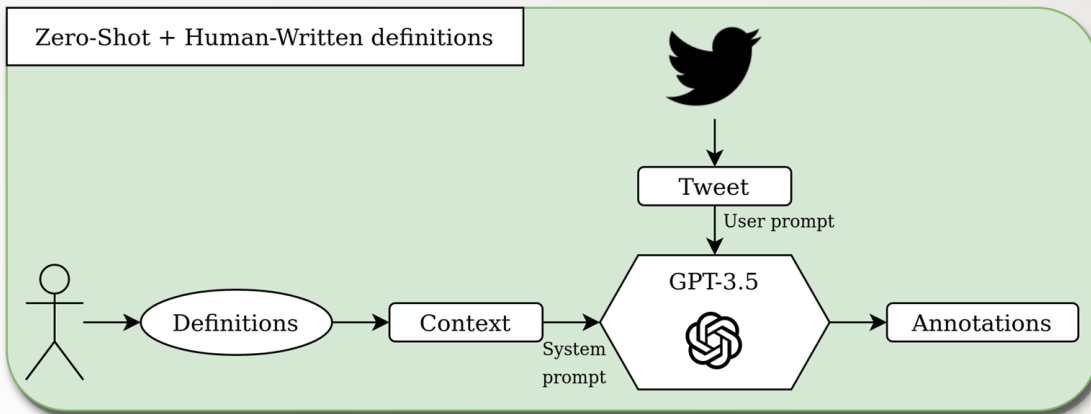 Zero-Shot + Human-Written definitions
Tweet
User prompt
GPT-3.5
Definitions
Context
Annotations
System
prompt